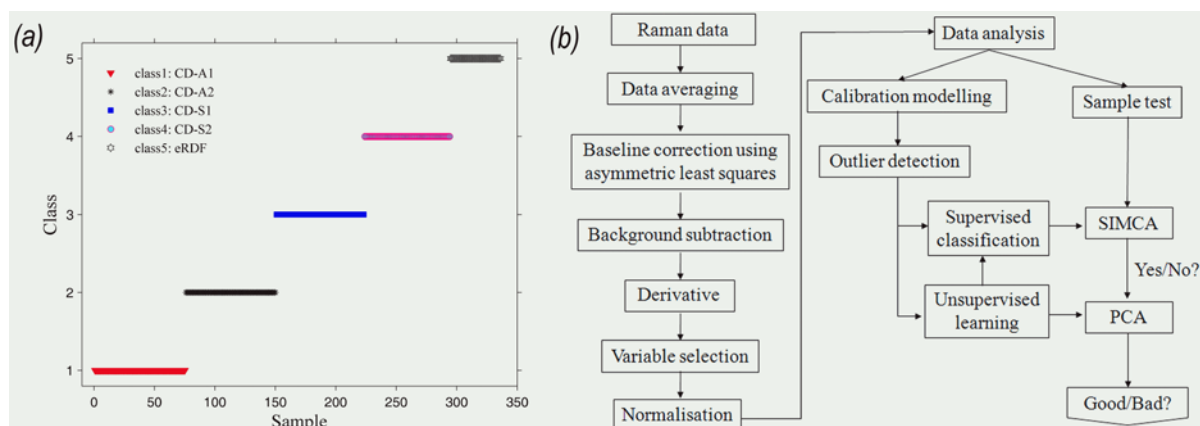 (a)
5
4
3
2
1
Class
class1: CD-A1
class2: CD-A2
class3: CD-S1
class4: CD-S2
class5: eRDF
0
50
100
150
200
250
300
350
Sample
(b)
Raman data
Data averaging
Baseline correction using
asymmetric least squares
Background subtraction
Derivative
Variable selection
Normalisation
Data analysis
Calibration modelling
Sample test
Outlier detection
Supervised
classification
SIMCA
Yes/No?
Unsupervised
learning
PCA
Good/Bad?